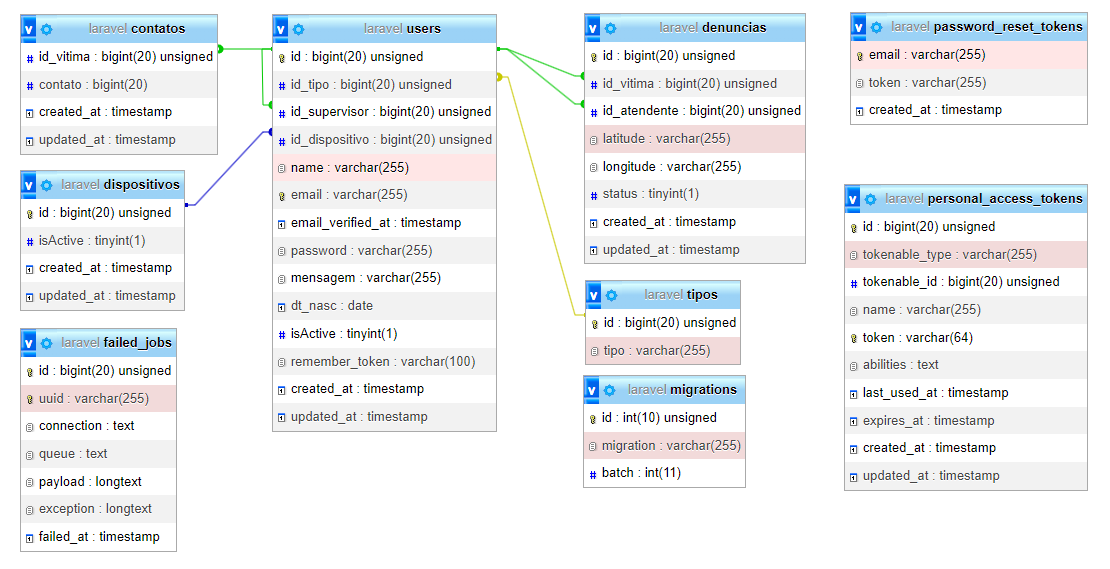 v laravel contatos
# id_vitima : bigint(20) unsigned
# contato : bigint(20)
created_at : timestamp
updated_at : timestamp
v laravel dispositivos
id : bigint(20) unsigned
# isActive : tinyint(1)
created_at : timestamp
updated_at : timestamp
v laravel failed_jobs
id : bigint(20) unsigned
uuid : varchar(255)
connection : text
queue : text
payload : longtext
exception : longtext
failed_at : timestamp
v laravel users
id : bigint(20) unsigned
# id_tipo : bigint(20) unsigned
# id_supervisor : bigint(20) unsigned
# id_dispositivo : bigint(20) unsigned
name : varchar(255)
email : varchar(255)
email_verified_at : timestamp
password : varchar(255)
mensagem : varchar(255)
dt_nasc : date
# isActive : tinyint(1)
remember_token : varchar(100)
created_at : timestamp
updated_at : timestamp
v laravel denuncias
id : bigint(20) unsigned
# id_vitima : bigint(20) unsigned
# id_atendente : bigint(20) unsigned
latitude : varchar(255)
longitude : varchar(255)
# status : tinyint(1)
created_at : timestamp
updated_at : timestamp
v laravel tipos
id : bigint(20) unsigned
tipo : varchar(255)
v laravel migrations
id : int(10) unsigned
migration : varchar(255)
# batch : int(11)
v laravel password_reset_tokens
email : varchar(255)
token : varchar(255)
created_at : timestamp
v laravel personal_access_tokens
id : bigint(20) unsigned
tokenable_type : varchar(255)
# tokenable_id : bigint(20) unsigned
name : varchar(255)
token : varchar(64)
abilities : text
last_used_at : timestamp
expires_at : timestamp
created_at : timestamp
updated_at : timestamp